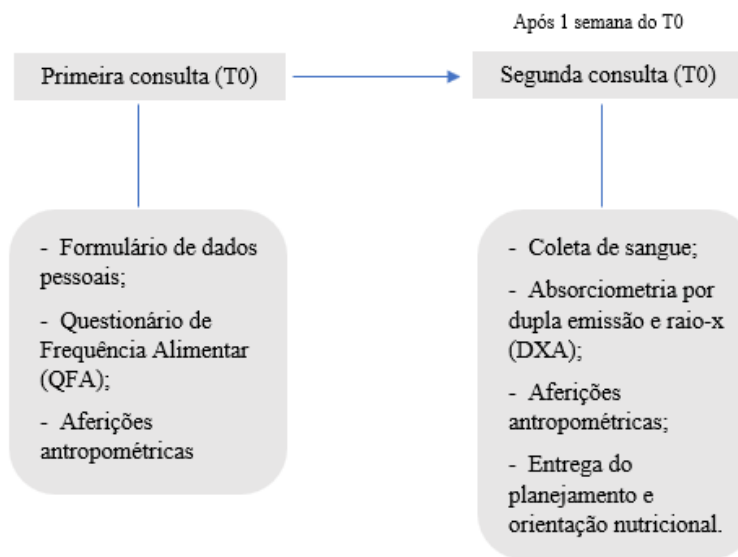 Após 1 semana do T0
Primeira consulta (T0)
Segunda consulta (T0)
- Formulário de dados
pessoais;
- Questionário de
Frequência Alimentar
(QFA);
- Aferições
antropométricas
- Coleta de sangue;
- Absorciometria por
dupla emissão e raio-x
(DXA);
- Aferições
antropométricas;
- Entrega do
planejamento e
orientação nutricional.